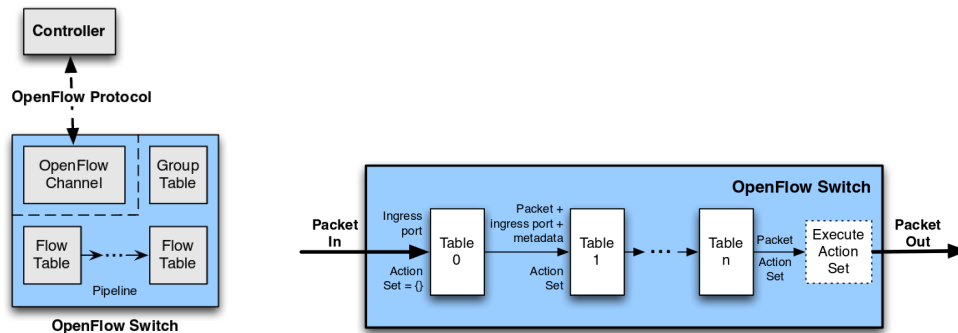 Controller
OpenFlow Protocol
OpenFlow
Channel
Group
Table
Flow
Table
Flow
Table
Pipeline
OpenFlow Switch
OpenFlow Switch
Packet
In
Ingress
port
Action
Set = {}
Table
0
Packet +
ingress port +
metadata
Action
Set
Table
1
Table
n
Packet
Action
Set
Execute
Action
Set
Packet
Out